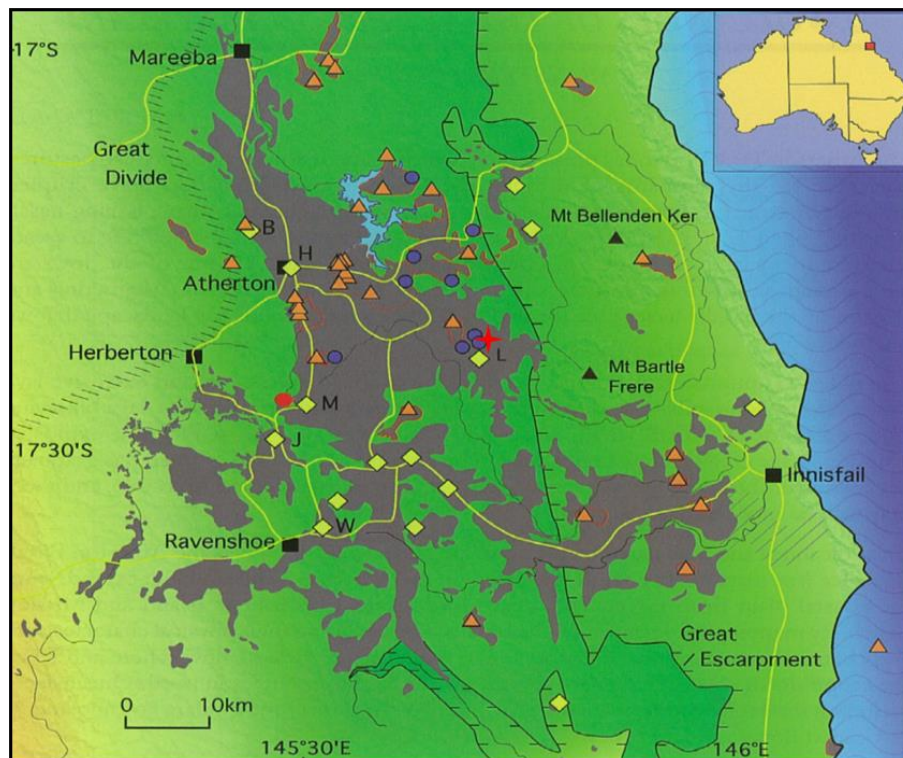 17°S
Mareeba
Great
Divide
B
Mt Bellenden Ker
H
Atherton
Herberton
L
Mt Bartle
Frere
M
17°30'S
J
Innisfail
W
Ravenshoe
Great
Escarpment
0 10km
145°30'E
146°E